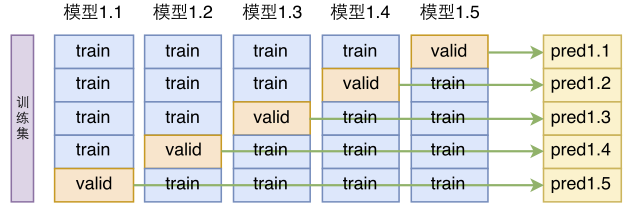 模型1.1 模型1.2 模型1.3 模型1.4 模型1.5
train train train train valid pred1.1
train train train valid train pred1.2
训练集
train train valid train train pred1.3
train valid train train train pred1.4
valid train train train train pred1.5